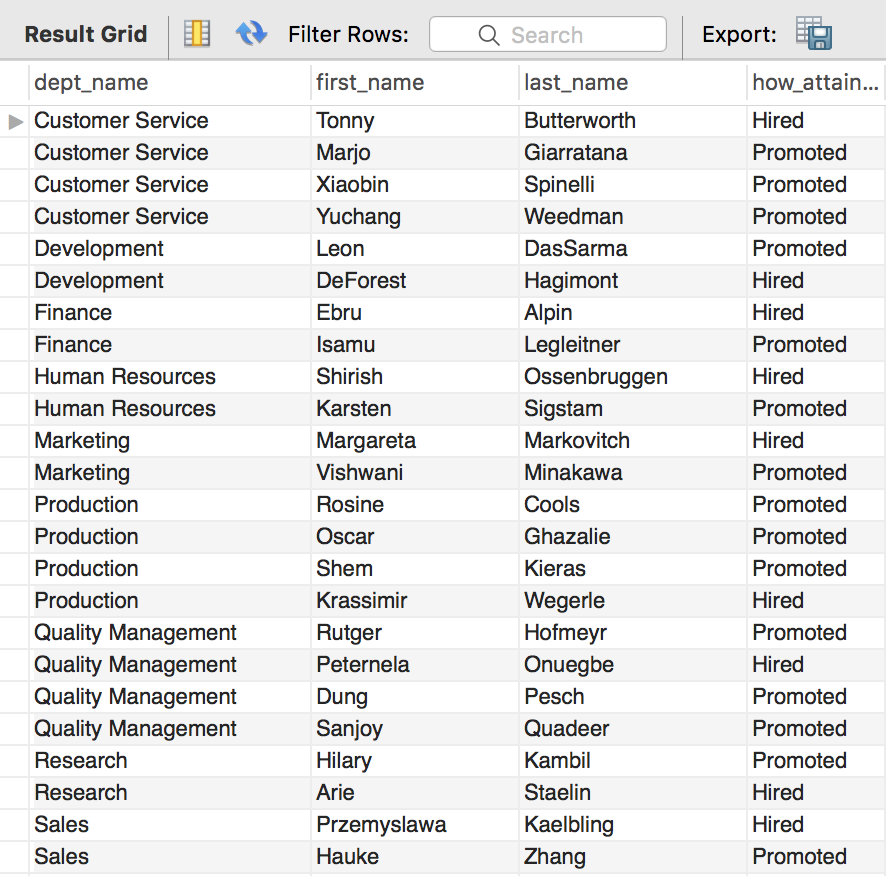 Result Grid Filter Rows: Search Export:
dept_name first_name last_name how_attain...
Customer Service Tonny Butterworth Hired
Customer Service Marjo Giarratana Promoted
Customer Service Xiaobin Spinelli Promoted
Customer Service Yuchang Weedman Promoted
Development Leon DasSarma Promoted
Development DeForest Hagimont Hired
Finance Ebru Alpin Hired
Finance Isamu Legleitner Promoted
Human Resources Shirish Ossenbruggen Hired
Human Resources Karsten Sigstam Promoted
Marketing Margareta Markovitch Hired
Marketing Vishwani Minakawa Promoted
Production Rosine Cools Promoted
Production Oscar Ghazalie Promoted
Production Shem Kieras Promoted
Production Krassimir Wegerle Hired
Quality Management Rutger Hofmeyr Promoted
Quality Management Peternela Onuegbe Hired
Quality Management Dung Pesch Promoted
Quality Management Sanjoy Quadeer Promoted
Research Hilary Kambil Promoted
Research Arie Staelin Hired
Sales Przemyslawa Kaelbling Hired
Sales Hauke Zhang Promoted